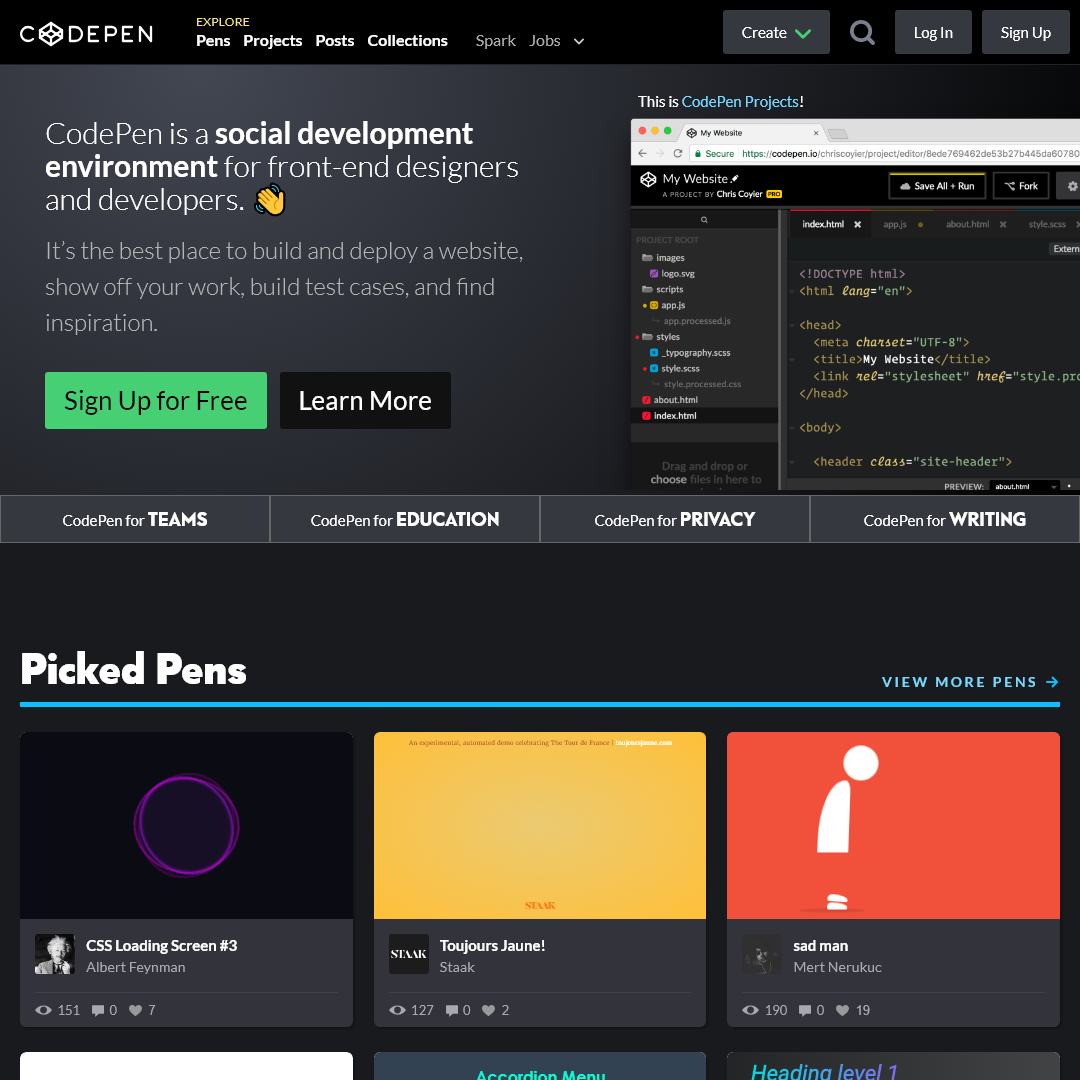 CODEPEN
EXPLORE
Pens Projects Posts Collections Spark Jobs
Create
Log In
Sign Up
CodePen is a social development
environment for front-end designers
and developers. 👋
It's the best place to build and deploy a website,
show off your work, build test cases, and find
inspiration.
Sign Up for Free
Learn More
This is CodePen Projects!
My Website
Secure https://codepen.io/chriscoyier/project/editor/8ede769462de53b27b445da60780
My Website
A PROJECT BY Chris Coyier PRO
Save All + Run
Fork
PROJECT ROOT
images
logo.svg
scripts
app.js
app.processed.js
styles
_typography.scss
style.scss
style.processed.css
about.html
index.html
Drag and drop or
choose files in here to
index.html
app.js
about.html
style.scss
Extern
<!DOCTYPE html>
<html lang="en">
<head>
<meta charset="UTF-8">
<title>My Website</title>
<link rel="stylesheet" href="style.pro
</head>
<body>
<header class="site-header">
PREVIEW: about.html
CodePen for TEAMS
CodePen for EDUCATION
CodePen for PRIVACY
CodePen for WRITING
Picked Pens
VIEW MORE PENS →
CSS Loading Screen #3
Albert Feynman
151 0 7
An experimental, automated demo celebrating The Tour de France | toujoursjaune.com
STAAK
STAAK
Toujours Jaune!
Staak
127 0 2
sad man
Mert Nerukuc
190 0 19
Accordion Menu
Heading level 1